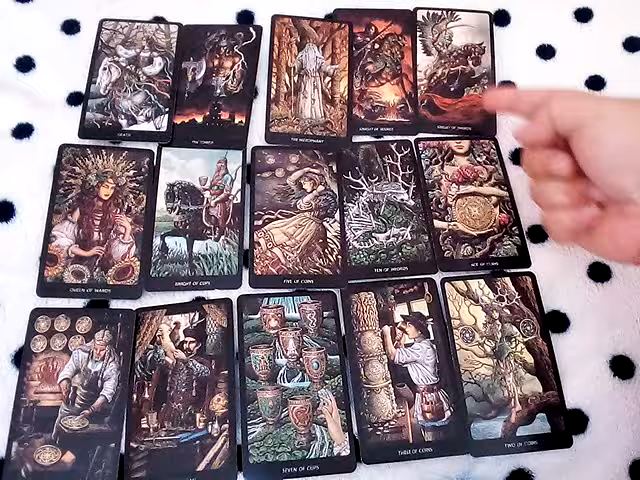 DEATH
THE TOWER
THE HIEROPHANT
KNIGHT OF WANDS
KNIGHT OF SWORDS
QUEEN OF WANDS
KNIGHT OF CUPS
FIVE OF COINS
TEN OF SWORDS
ACE OF COINS
SEVEN OF CUPS
THREE OF COINS
TWO OF COINS